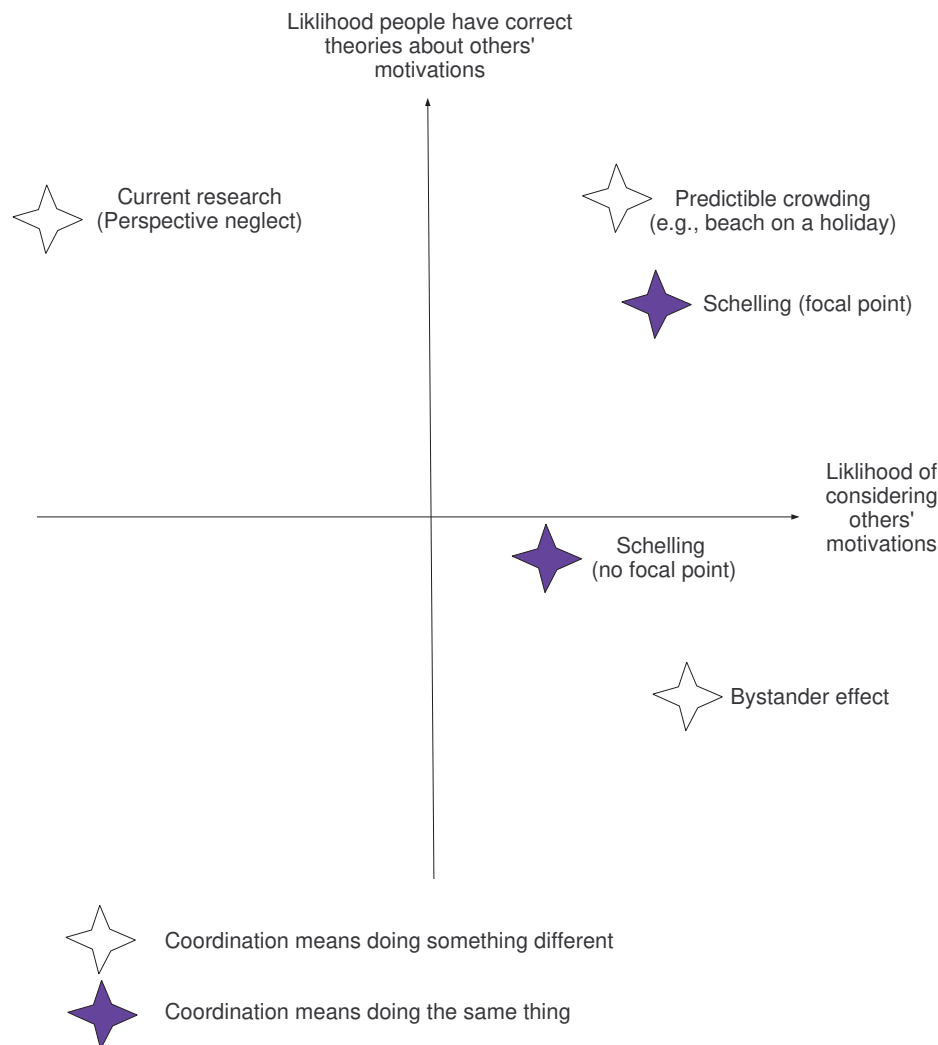 Liklihood people have correct
theories about others'
motivations
Current research
(Perspective neglect)
Predictible crowding
(e.g., beach on a holiday)
Schelling (focal point)
Liklihood of
considering
others'
motivations
Schelling
(no focal point)
Bystander effect
Coordination means doing something different
Coordination means doing the same thing